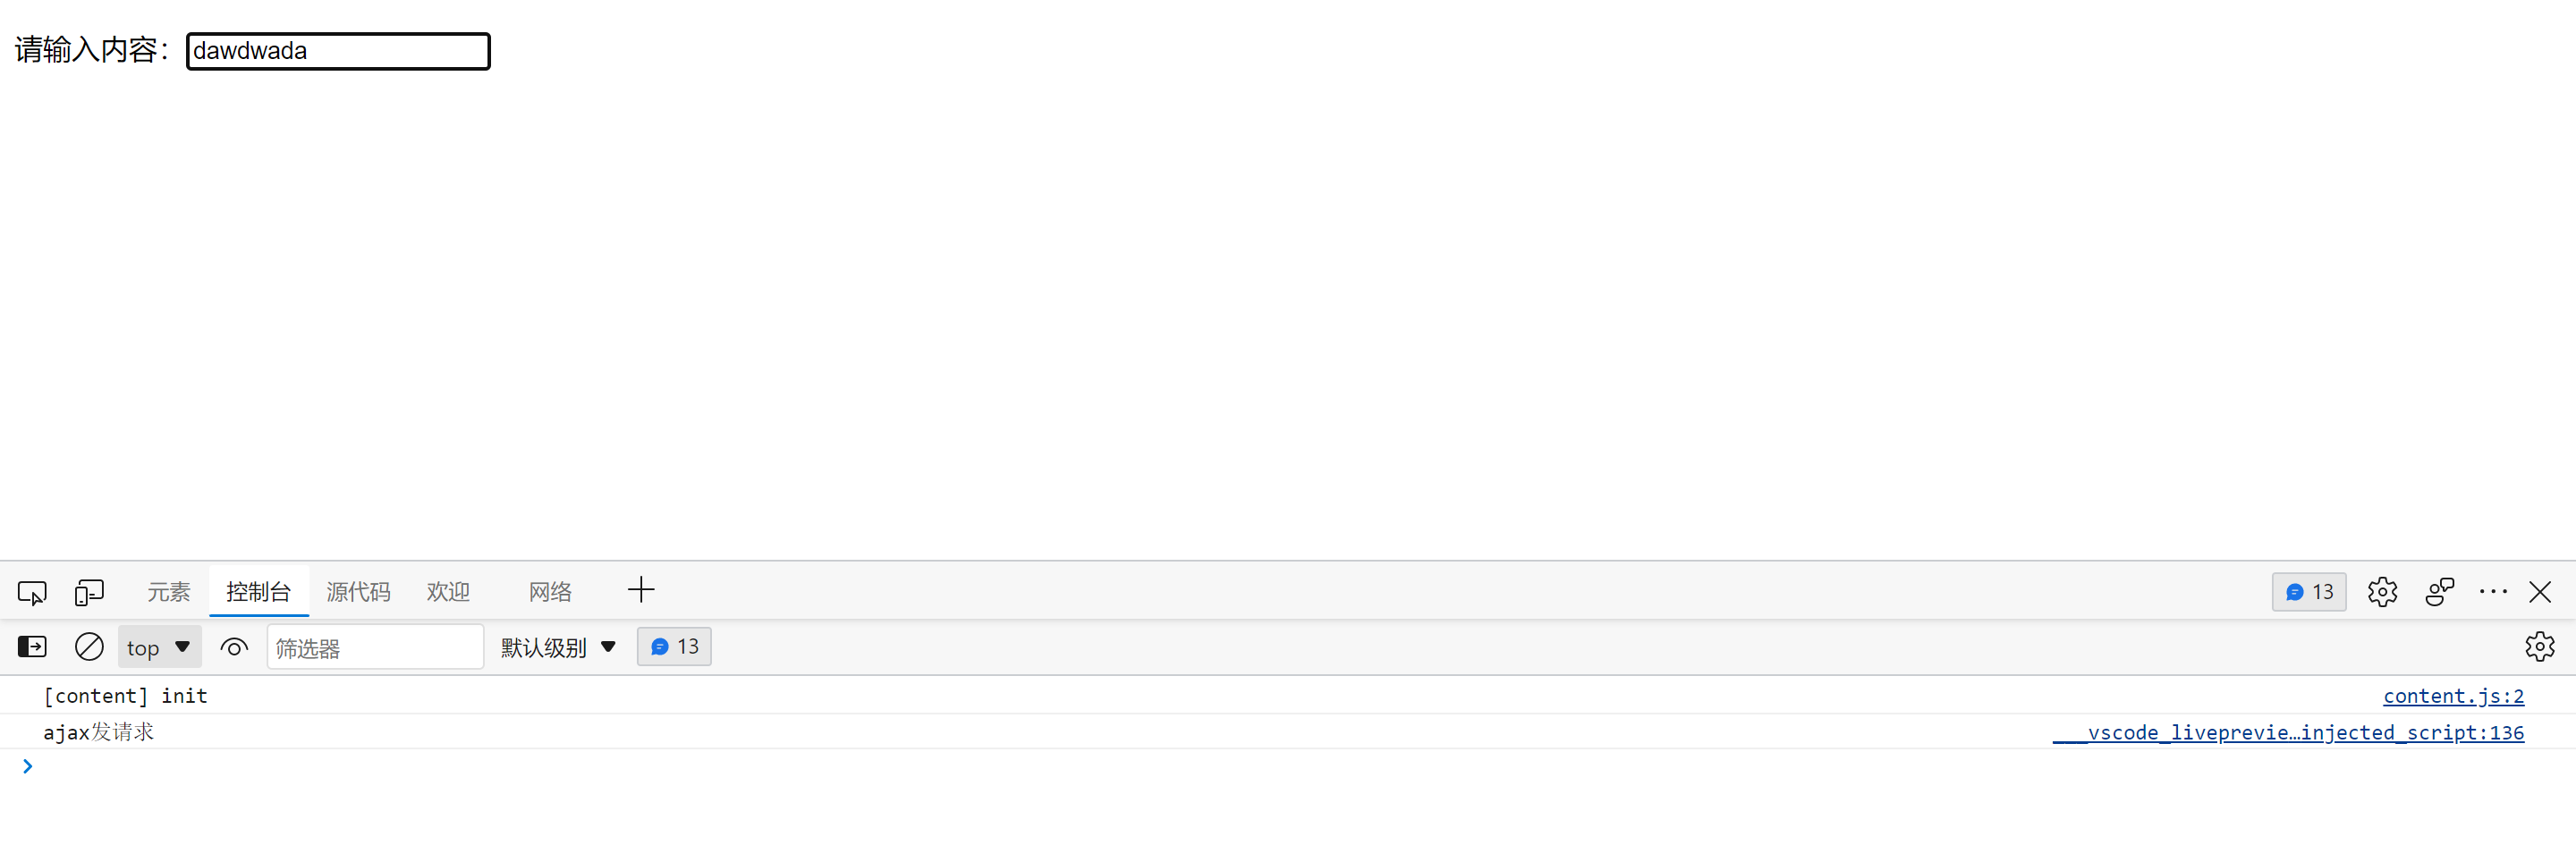 请输入内容： dawdwada
元素 控制台 源代码 欢迎 网络 13
top 筛选器 默认级别 13
[content] init content.js:2
ajax发请求 ___vscode_liveprevie…injected_script:136